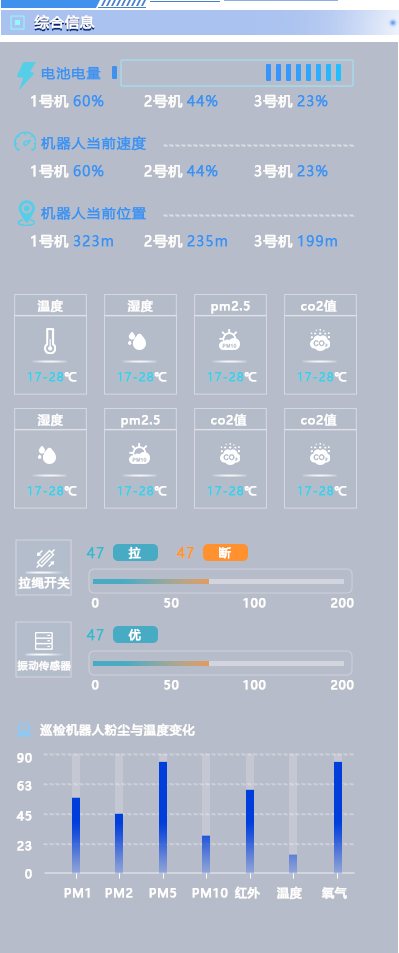 综合信息
电池电量
1号机 60% 2号机 44% 3号机 23%
机器人当前速度
1号机 60% 2号机 44% 3号机 23%
机器人当前位置
1号机 323m 2号机 235m 3号机 199m
温度 湿度 pm2.5 co2值
PM10 CO₂
17-28℃ 17-28℃ 17-28℃ 17-28℃
湿度 pm2.5 co2值 co2值
PM10 CO₂ CO₂
17-28℃ 17-28℃ 17-28℃ 17-28℃
47 拉 47 断
拉绳开关
0 50 100 200
47 优
振动传感器
0 50 100 200
巡检机器人粉尘与温度变化
90
63
45
23
0
PM1 PM2 PM5 PM10 红外 温度 氧气